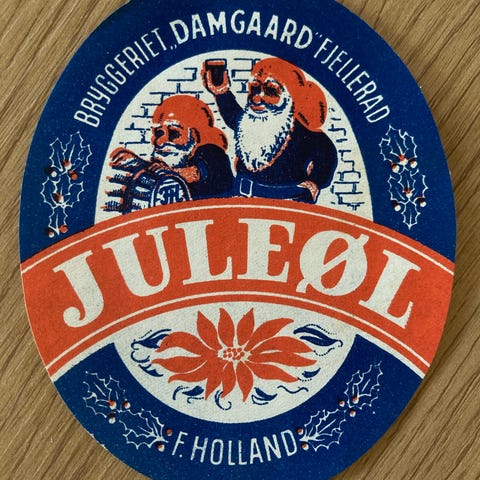 BRYGGERIET „DAMGAARD" FJELLERAD
JULEØL
F. HOLLAND